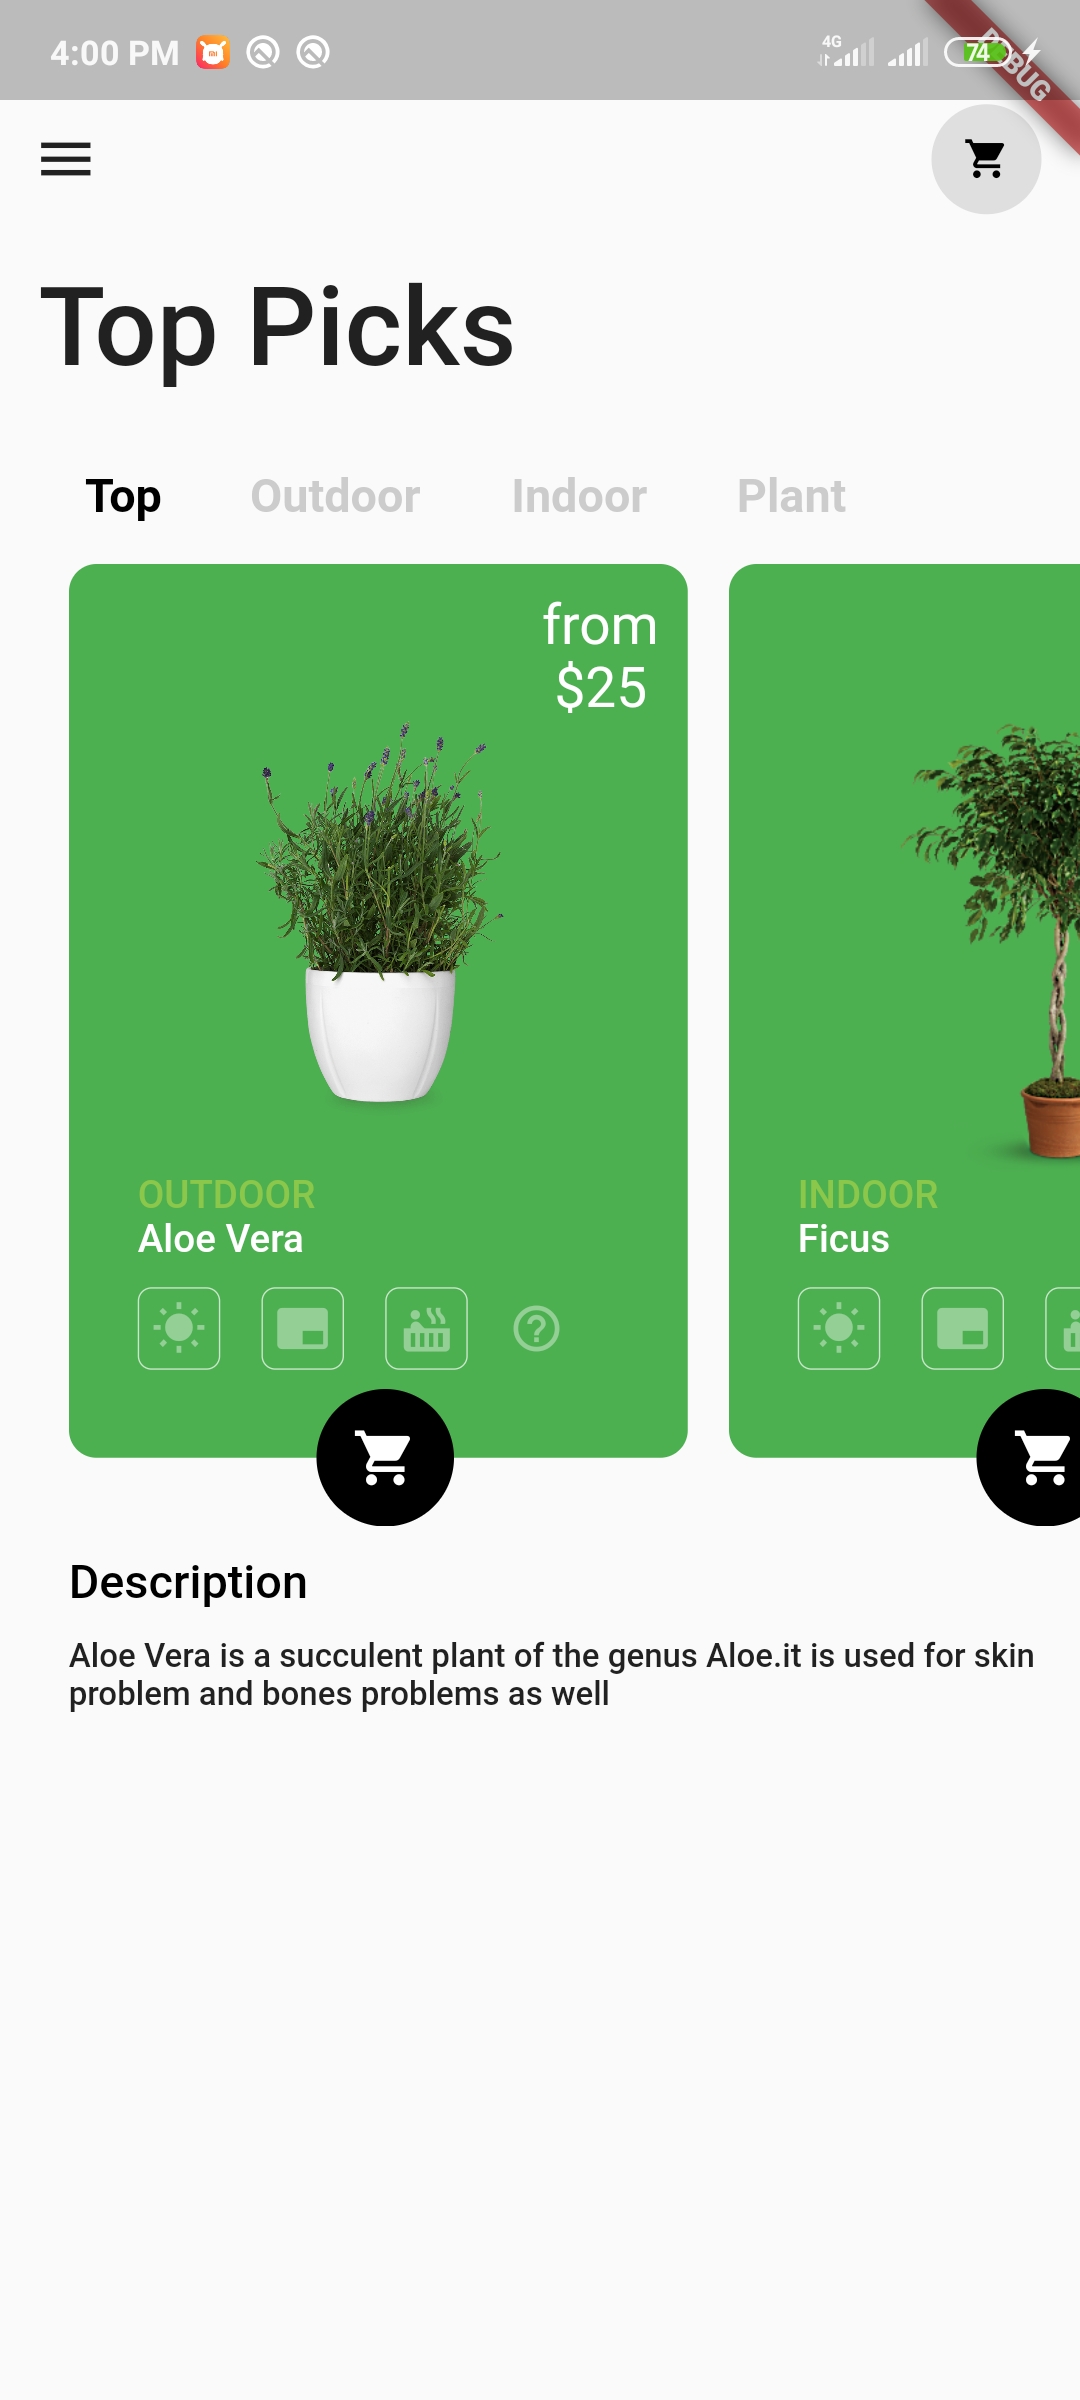 4:00 PM
4G
74
DEBUG
Top Picks
Top Outdoor Indoor Plant
from
$25
OUTDOOR
Aloe Vera
INDOOR
Ficus
Description
Aloe Vera is a succulent plant of the genus Aloe.it is used for skin
problem and bones problems as well